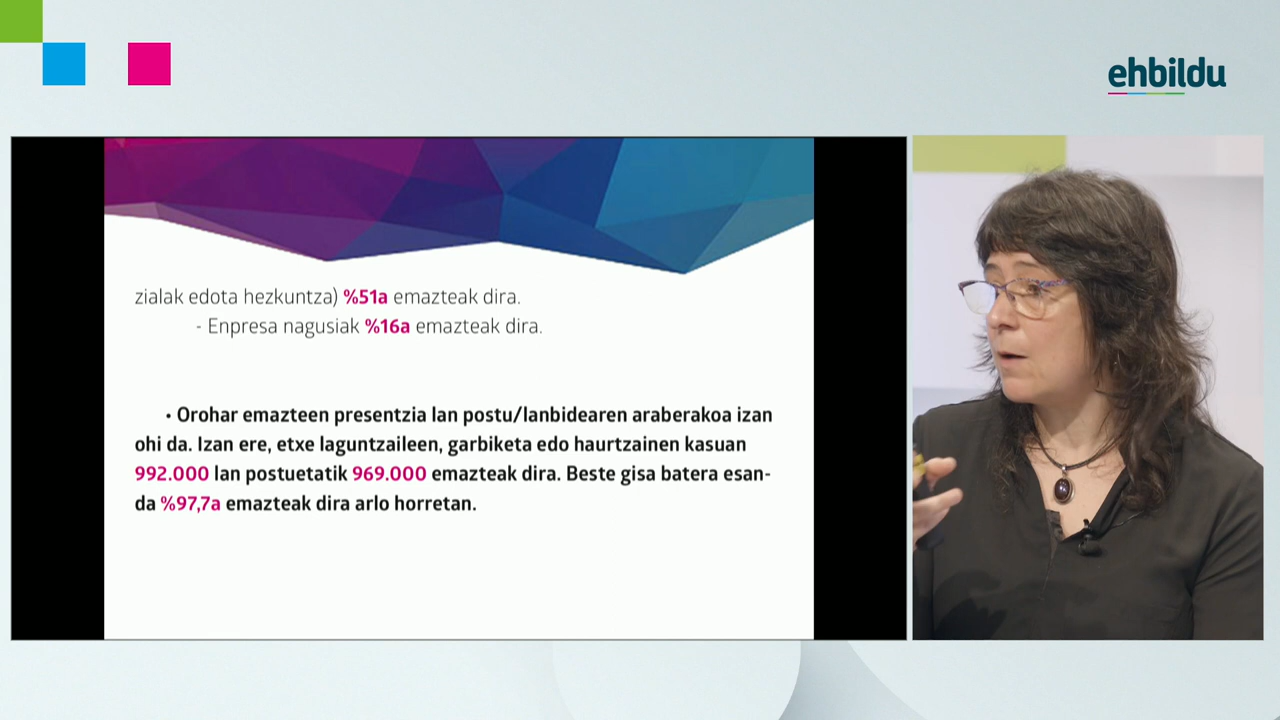 ehbildu
zialak edota hezkuntza) %51a emazteak dira.
- Enpresa nagusiak %16a emazteak dira.
• Orohar emazteen presentzia lan postu/lanbidearen araberakoa izan
ohi da. Izan ere, etxe laguntzaileen, garbiketa edo haurtzainen kasuan
992.000 lan postuetatik 969.000 emazteak dira. Beste gisa batera esan-
da %97,7a emazteak dira arlo horretan.